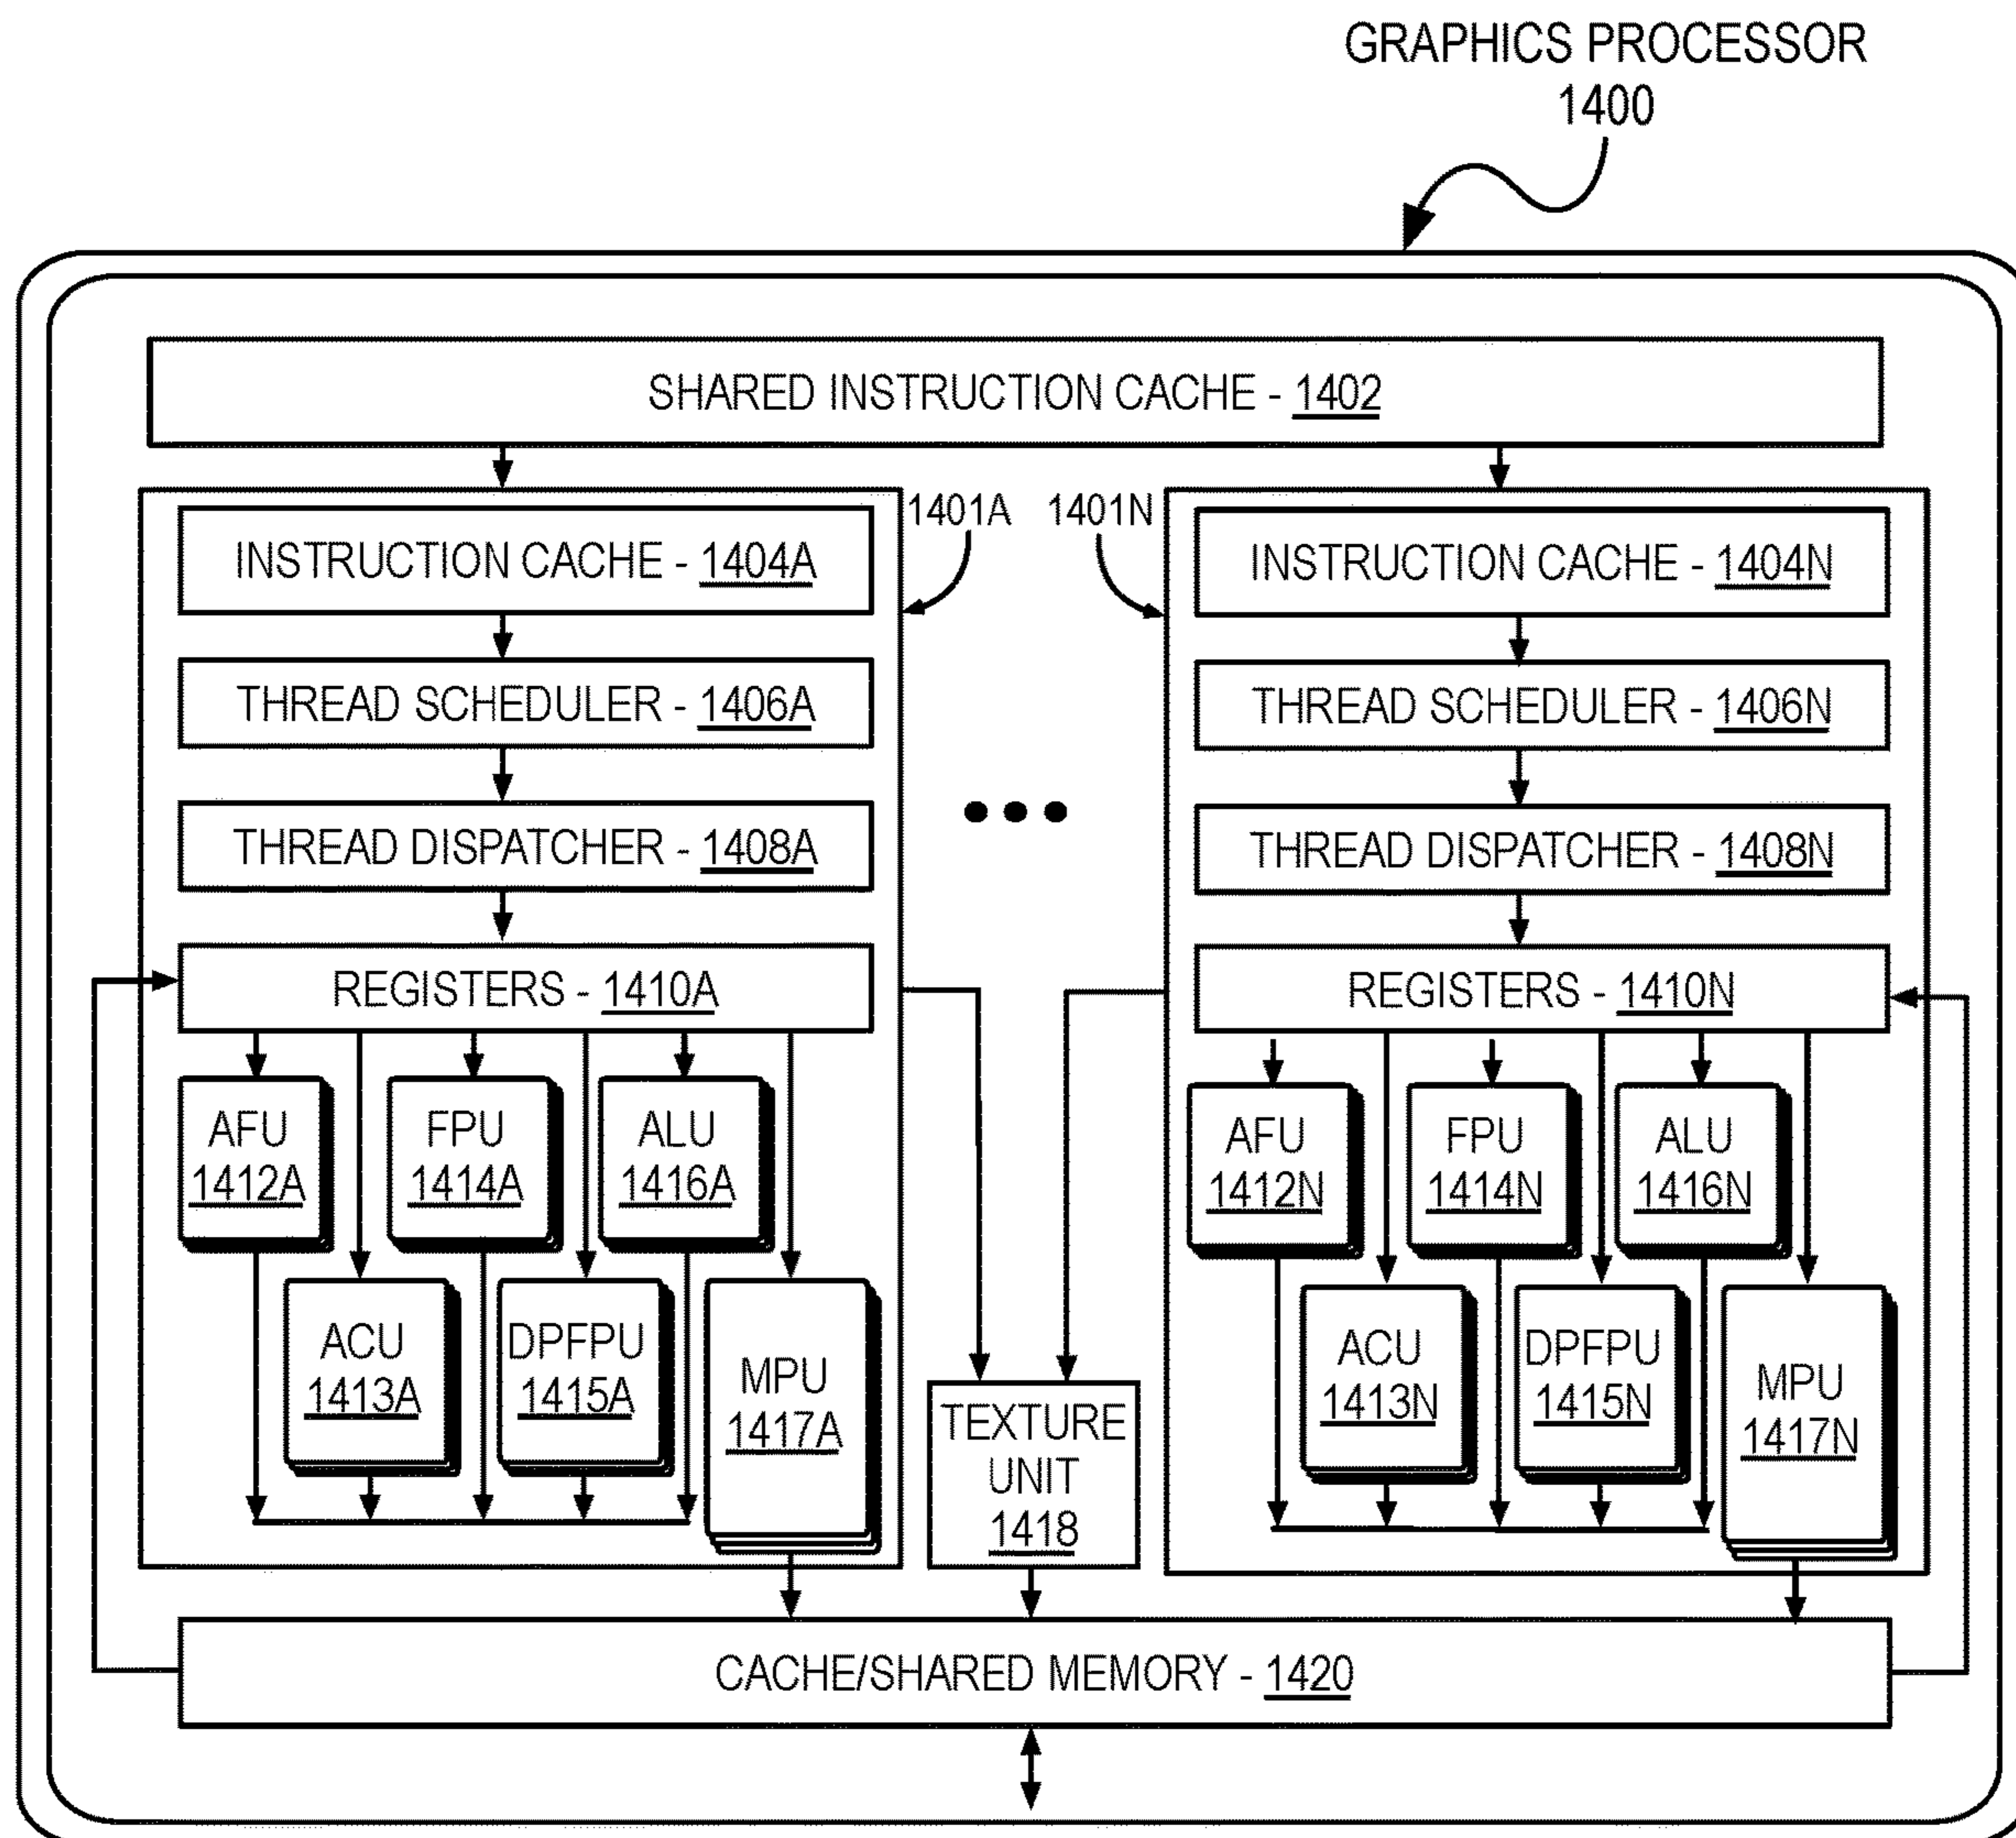 GRAPHICS PROCESSOR
1400
SHARED INSTRUCTION CACHE - 1402
1401A
1401N
INSTRUCTION CACHE - 1404A
THREAD SCHEDULER - 1406A
THREAD DISPATCHER - 1408A
REGISTERS - 1410A
AFU
1412A
FPU
1414A
ALU
1416A
ACU
1413A
DPFPU
1415A
MPU
1417A
TEXTURE
UNIT
1418
INSTRUCTION CACHE - 1404N
THREAD SCHEDULER - 1406N
THREAD DISPATCHER - 1408N
REGISTERS - 1410N
AFU
1412N
FPU
1414N
ALU
1416N
ACU
1413N
DPFPU
1415N
MPU
1417N
CACHE/SHARED MEMORY - 1420